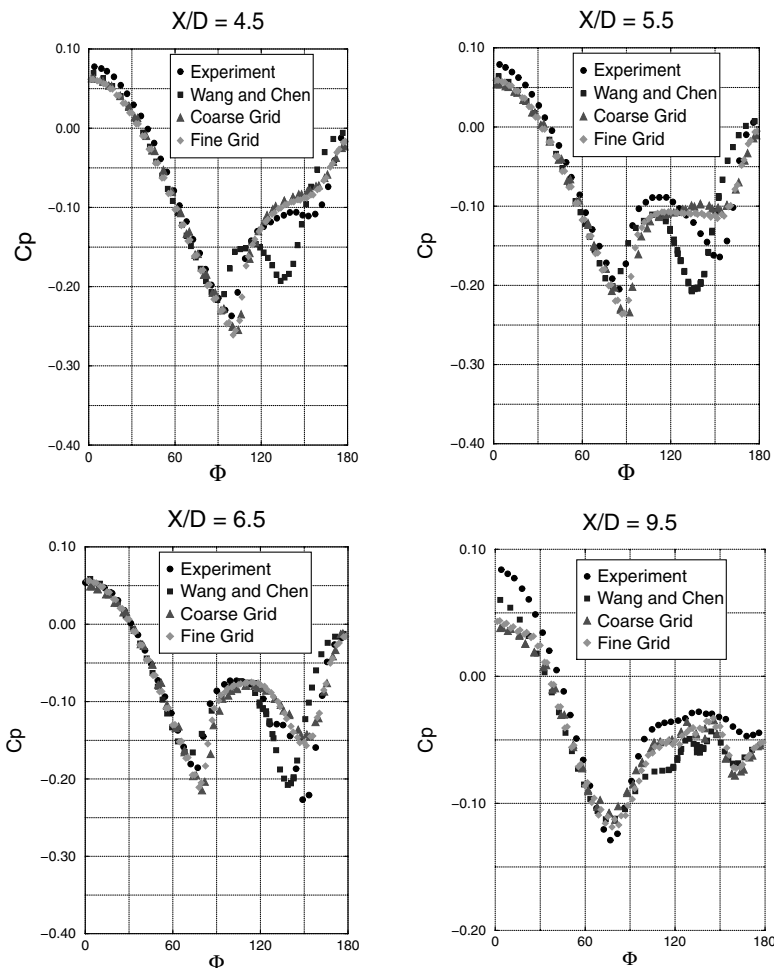 X/D = 4.5
0.10
0.00
−0.10
−0.20
−0.30
−0.40
Cp
0
60
120
180
Φ
Experiment
Wang and Chen
Coarse Grid
Fine Grid
X/D = 5.5
0.10
0.00
−0.10
−0.20
−0.30
−0.40
Cp
0
60
120
180
Φ
Experiment
Wang and Chen
Coarse Grid
Fine Grid
X/D = 6.5
0.10
0.00
−0.10
−0.20
−0.30
−0.40
Cp
0
60
120
180
Φ
Experiment
Wang and Chen
Coarse Grid
Fine Grid
X/D = 9.5
0.10
0.00
−0.10
−0.20
Cp
0
60
120
180
Φ
Experiment
Wang and Chen
Coarse Grid
Fine Grid